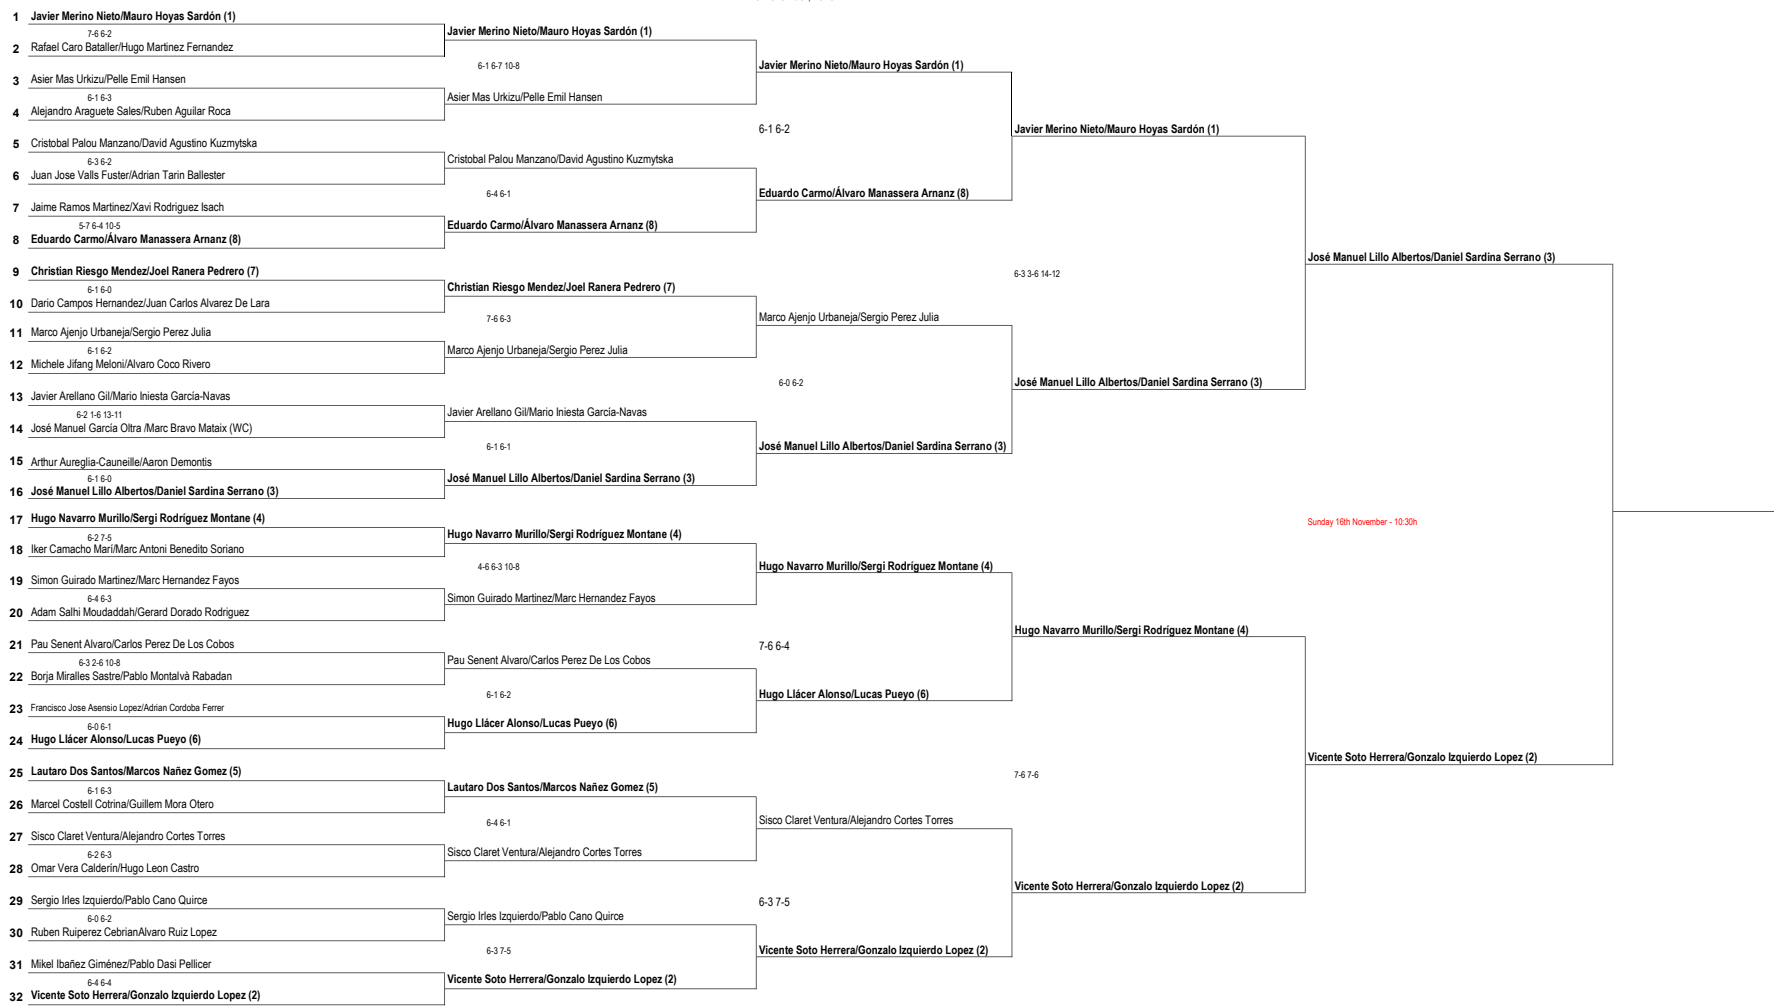 1 Javier Merino Nieto/Mauro Hoyas Sardón (1)
7-6 6-2
2 Rafael Caro Bataller/Hugo Martinez Fernandez
3 Asier Mas Urkizu/Pelle Emil Hansen
6-1 6-3
4 Alejandro Araguete Sales/Ruben Aguilar Roca
5 Cristobal Palou Manzano/David Agustino Kuzmytska
6-3 6-2
6 Juan Jose Valls Fuster/Adrian Tarin Ballester
7 Jaime Ramos Martinez/Xavi Rodriguez Isach
5-7 6-4 10-5
8 Eduardo Carmo/Álvaro Manassera Arnanz (8)
9 Christian Riesgo Mendez/Joel Ranera Pedrero (7)
6-1 6-0
10 Dario Campos Hernandez/Juan Carlos Alvarez De Lara
11 Marco Ajenjo Urbaneja/Sergio Perez Julia
6-1 6-2
12 Michele Jifang Meloni/Alvaro Coco Rivero
13 Javier Arellano Gil/Mario Iniesta García-Navas
6-2 1-6 13-11
14 José Manuel García Oltra /Marc Bravo Mataix (WC)
15 Arthur Aureglia-Cauneille/Aaron Demontis
6-1 6-0
16 José Manuel Lillo Albertos/Daniel Sardina Serrano (3)
17 Hugo Navarro Murillo/Sergi Rodríguez Montane (4)
6-2 7-5
18 Iker Camacho Marí/Marc Antoni Benedito Soriano
19 Simon Guirado Martinez/Marc Hernandez Fayos
6-4 6-3
20 Adam Salhi Moudaddah/Gerard Dorado Rodriguez
21 Pau Senent Alvaro/Carlos Perez De Los Cobos
6-3 2-6 10-8
22 Borja Miralles Sastre/Pablo Montalvà Rabadan
23 Francisco Jose Asensio Lopez/Adrian Cordoba Ferrer
6-0 6-1
24 Hugo Llácer Alonso/Lucas Pueyo (6)
25 Lautaro Dos Santos/Marcos Nañez Gomez (5)
6-1 6-3
26 Marcel Costell Cotrina/Guillem Mora Otero
27 Sisco Claret Ventura/Alejandro Cortes Torres
6-2 6-3
28 Omar Vera Calderín/Hugo Leon Castro
29 Sergio Irles Izquierdo/Pablo Cano Quirce
6-0 6-2
30 Ruben Ruiperez CebrianAlvaro Ruiz Lopez
31 Mikel Ibañez Giménez/Pablo Dasi Pellicer
6-4 6-4
32 Vicente Soto Herrera/Gonzalo Izquierdo Lopez (2)
Javier Merino Nieto/Mauro Hoyas Sardón (1)
6-1 6-7 10-8
Asier Mas Urkizu/Pelle Emil Hansen
Cristobal Palou Manzano/David Agustino Kuzmytska
6-4 6-1
Eduardo Carmo/Álvaro Manassera Arnanz (8)
Christian Riesgo Mendez/Joel Ranera Pedrero (7)
7-6 6-3
Marco Ajenjo Urbaneja/Sergio Perez Julia
Javier Arellano Gil/Mario Iniesta García-Navas
6-1 6-1
José Manuel Lillo Albertos/Daniel Sardina Serrano (3)
Hugo Navarro Murillo/Sergi Rodríguez Montane (4)
4-6 6-3 10-8
Simon Guirado Martinez/Marc Hernandez Fayos
Pau Senent Alvaro/Carlos Perez De Los Cobos
6-1 6-2
Hugo Llácer Alonso/Lucas Pueyo (6)
Lautaro Dos Santos/Marcos Nañez Gomez (5)
6-4 6-1
Sisco Claret Ventura/Alejandro Cortes Torres
Sergio Irles Izquierdo/Pablo Cano Quirce
6-3 7-5
Vicente Soto Herrera/Gonzalo Izquierdo Lopez (2)
Javier Merino Nieto/Mauro Hoyas Sardón (1)
6-1 6-2
Eduardo Carmo/Álvaro Manassera Arnanz (8)
Marco Ajenjo Urbaneja/Sergio Perez Julia
6-0 6-2
José Manuel Lillo Albertos/Daniel Sardina Serrano (3)
Hugo Navarro Murillo/Sergi Rodríguez Montane (4)
7-6 6-4
Hugo Llácer Alonso/Lucas Pueyo (6)
Sisco Claret Ventura/Alejandro Cortes Torres
6-3 7-5
Vicente Soto Herrera/Gonzalo Izquierdo Lopez (2)
Javier Merino Nieto/Mauro Hoyas Sardón (1)
6-3 3-6 14-12
José Manuel Lillo Albertos/Daniel Sardina Serrano (3)
Hugo Navarro Murillo/Sergi Rodríguez Montane (4)
7-6 7-6
Vicente Soto Herrera/Gonzalo Izquierdo Lopez (2)
José Manuel Lillo Albertos/Daniel Sardina Serrano (3)
Sunday 16th November - 10:30h
Vicente Soto Herrera/Gonzalo Izquierdo Lopez (2)